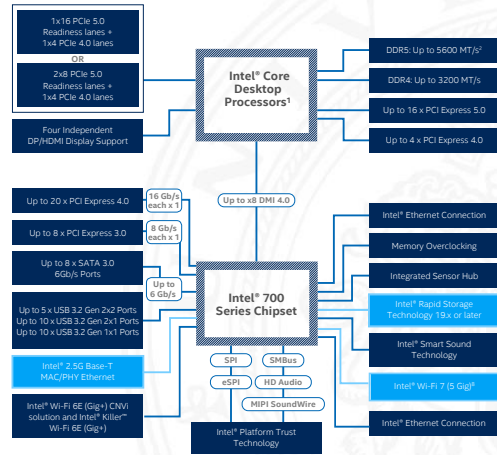 1x16 PCIe 5.0
Readiness lanes +
1x4 PCIe 4.0 lanes
OR
2x8 PCIe 5.0
Readiness lanes +
1x4 PCIe 4.0 lanes
Four Independent
DP/HDMI Display Support
Intel® Core
Desktop
Processors¹
DDR5: Up to 5600 MT/s²
DDR4: Up to 3200 MT/s
Up to 16 x PCI Express 5.0
Up to 4 x PCI Express 4.0
Up to x8 DMI 4.0
Up to 20 x PCI Express 4.0
16 Gb/s
each x 1
Up to 8 x PCI Express 3.0
8 Gb/s
each x 1
Up to 8 x SATA 3.0
6Gb/s Ports
Up to
6 Gb/s
Up to 5 x USB 3.2 Gen 2x2 Ports
Up to 10 x USB 3.2 Gen 2x1 Ports
Up to 10 x USB 3.2 Gen 1x1 Ports
Intel® 2.5G Base-T
MAC/PHY Ethernet
Intel® Wi-Fi 6E (Gig+) CNVi
solution and Intel® Killer™
Wi-Fi 6E (Gig+)
Intel® 700
Series Chipset
SPI
SMBus
eSPI
HD Audio
MIPI SoundWire
Intel® Platform Trust
Technology
Intel® Ethernet Connection
Memory Overclocking
Integrated Sensor Hub
Intel® Rapid Storage
Technology 19.x or later
Intel® Smart Sound
Technology
Intel® Wi-Fi 7 (5 Gig)⁸
Intel® Ethernet Connection